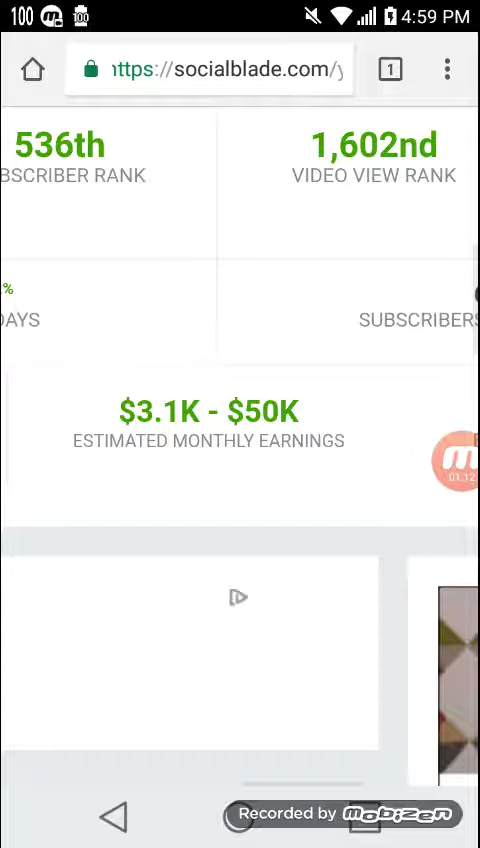 100 100 4:59 PM
https://socialblade.com/y 1
536th 1,602nd
BSCRIBER RANK VIDEO VIEW RANK
%
DAYS SUBSCRIBERS
$3.1K - $50K
ESTIMATED MONTHLY EARNINGS
01:12
Recorded by mobizen